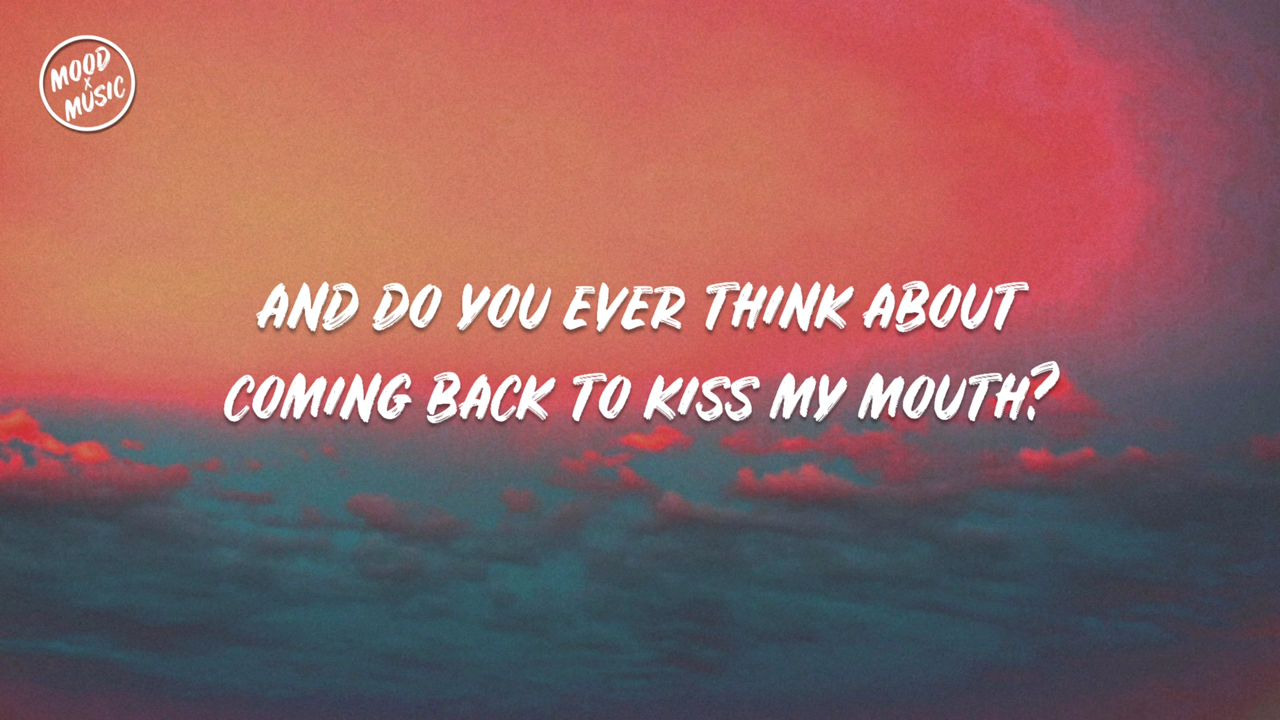 MOOD
X
MUSIC
AND DO YOU EVER THINK ABOUT
COMING BACK TO KISS MY MOUTH?